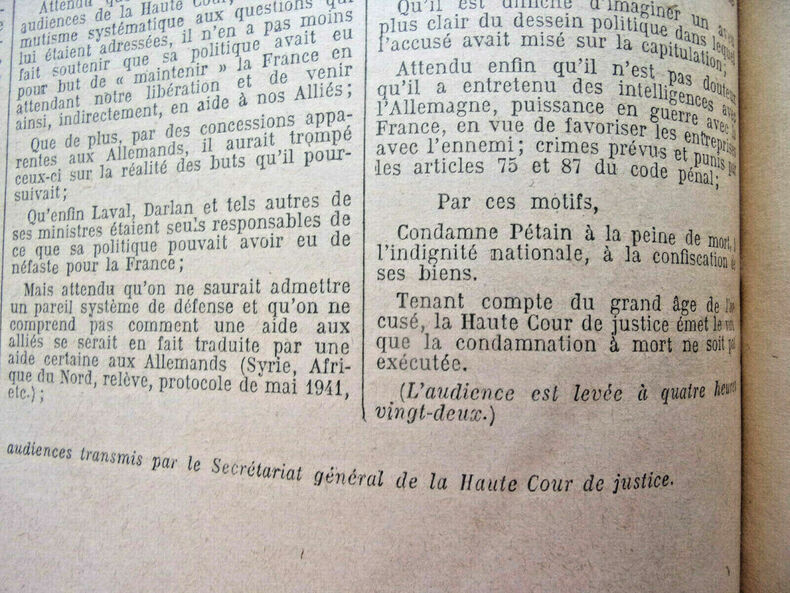 Attendu
audiences de la Haute Cour,
mutisme systématique aux questions qui
lui étaient adressées, il n'en a pas moins
fait soutenir que sa politique avait eu
pour but de « maintenir » la France en
attendant notre libération et de venir
ainsi, indirectement, en aide à nos Alliés ;
Que de plus, par des concessions appa-
rentes aux Allemands, il aurait trompé
ceux-ci sur la réalité des buts qu'il pour-
suivait ;
Qu'enfin Laval, Darlan et tels autres de
ses ministres étaient seuls responsables de
ce que sa politique pouvait avoir eu de
néfaste pour la France ;
Mais attendu qu'on ne saurait admettre
un pareil système de défense et qu'on ne
comprend pas comment une aide aux
alliés se serait en fait traduite par une
aide certaine aux Allemands (Syrie, Afri-
que du Nord, relève, protocole de mai 1941,
etc.) ;
Qu'il est difficile d'imaginer un
plus clair du dessein politique dans lequel
l'accusé avait misé sur la capitulation;
Attendu enfin qu'il n'est pas
qu'il a entretenu des intelligences avec
l'Allemagne, puissance en guerre avec la
France, en vue de favoriser les entreprises
avec l'ennemi ; crimes prévus et punis par
les articles 75 et 87 du code pénal;
Par ces motifs,
Condamne Pétain à la peine de mort,
l'indignité nationale, à la confiscation de
ses biens.
Tenant compte du grand âge de
cusé, la Haute Cour de justice émet le
que la condamnation à mort ne soit
exécutée.
(L'audience est levée à quatre heures
vingt-deux.)
audiences transmis par le Secrétariat général de la Haute Cour de justice.